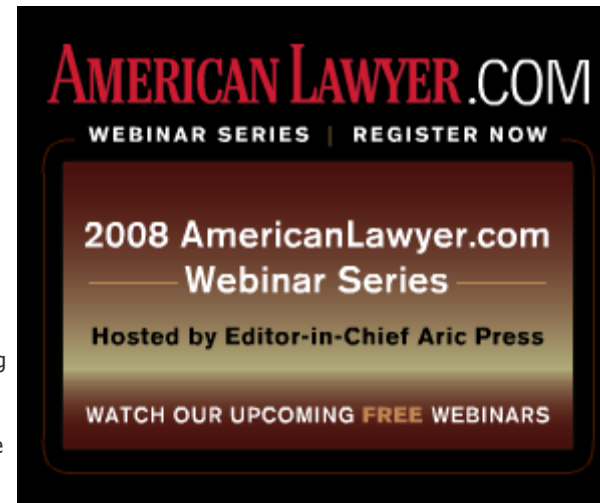 AMERICAN LAWYER.COM
WEBINAR SERIES | REGISTER NOW
2008 AmericanLawyer.com
Webinar Series
Hosted by Editor-in-Chief Aric Press
WATCH OUR UPCOMING FREE WEBINARS